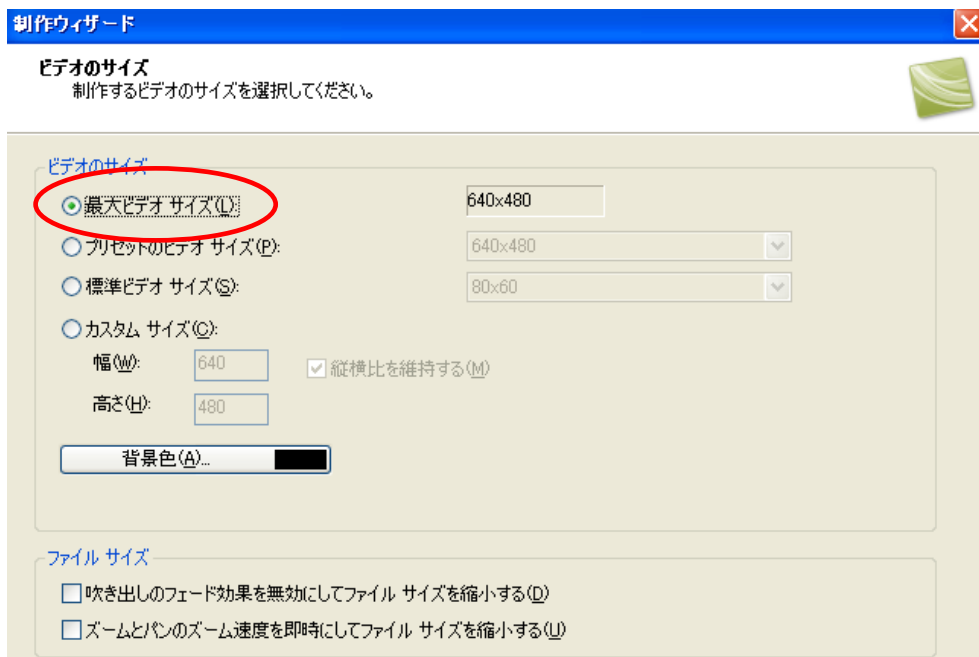 制作ウィザード
ビデオのサイズ
制作するビデオのサイズを選択してください。
ビデオのサイズ
最大ビデオ サイズ(L): 640x480
プリセットのビデオ サイズ(P): 640x480
標準ビデオ サイズ(S): 80x60
カスタム サイズ(C):
幅(W): 640 縦横比を維持する(M)
高さ(H): 480
背景色(A)...
ファイル サイズ
吹き出しのフェード効果を無効にしてファイル サイズを縮小する(D)
ズームとパンのズーム速度を即時にしてファイル サイズを縮小する(U)